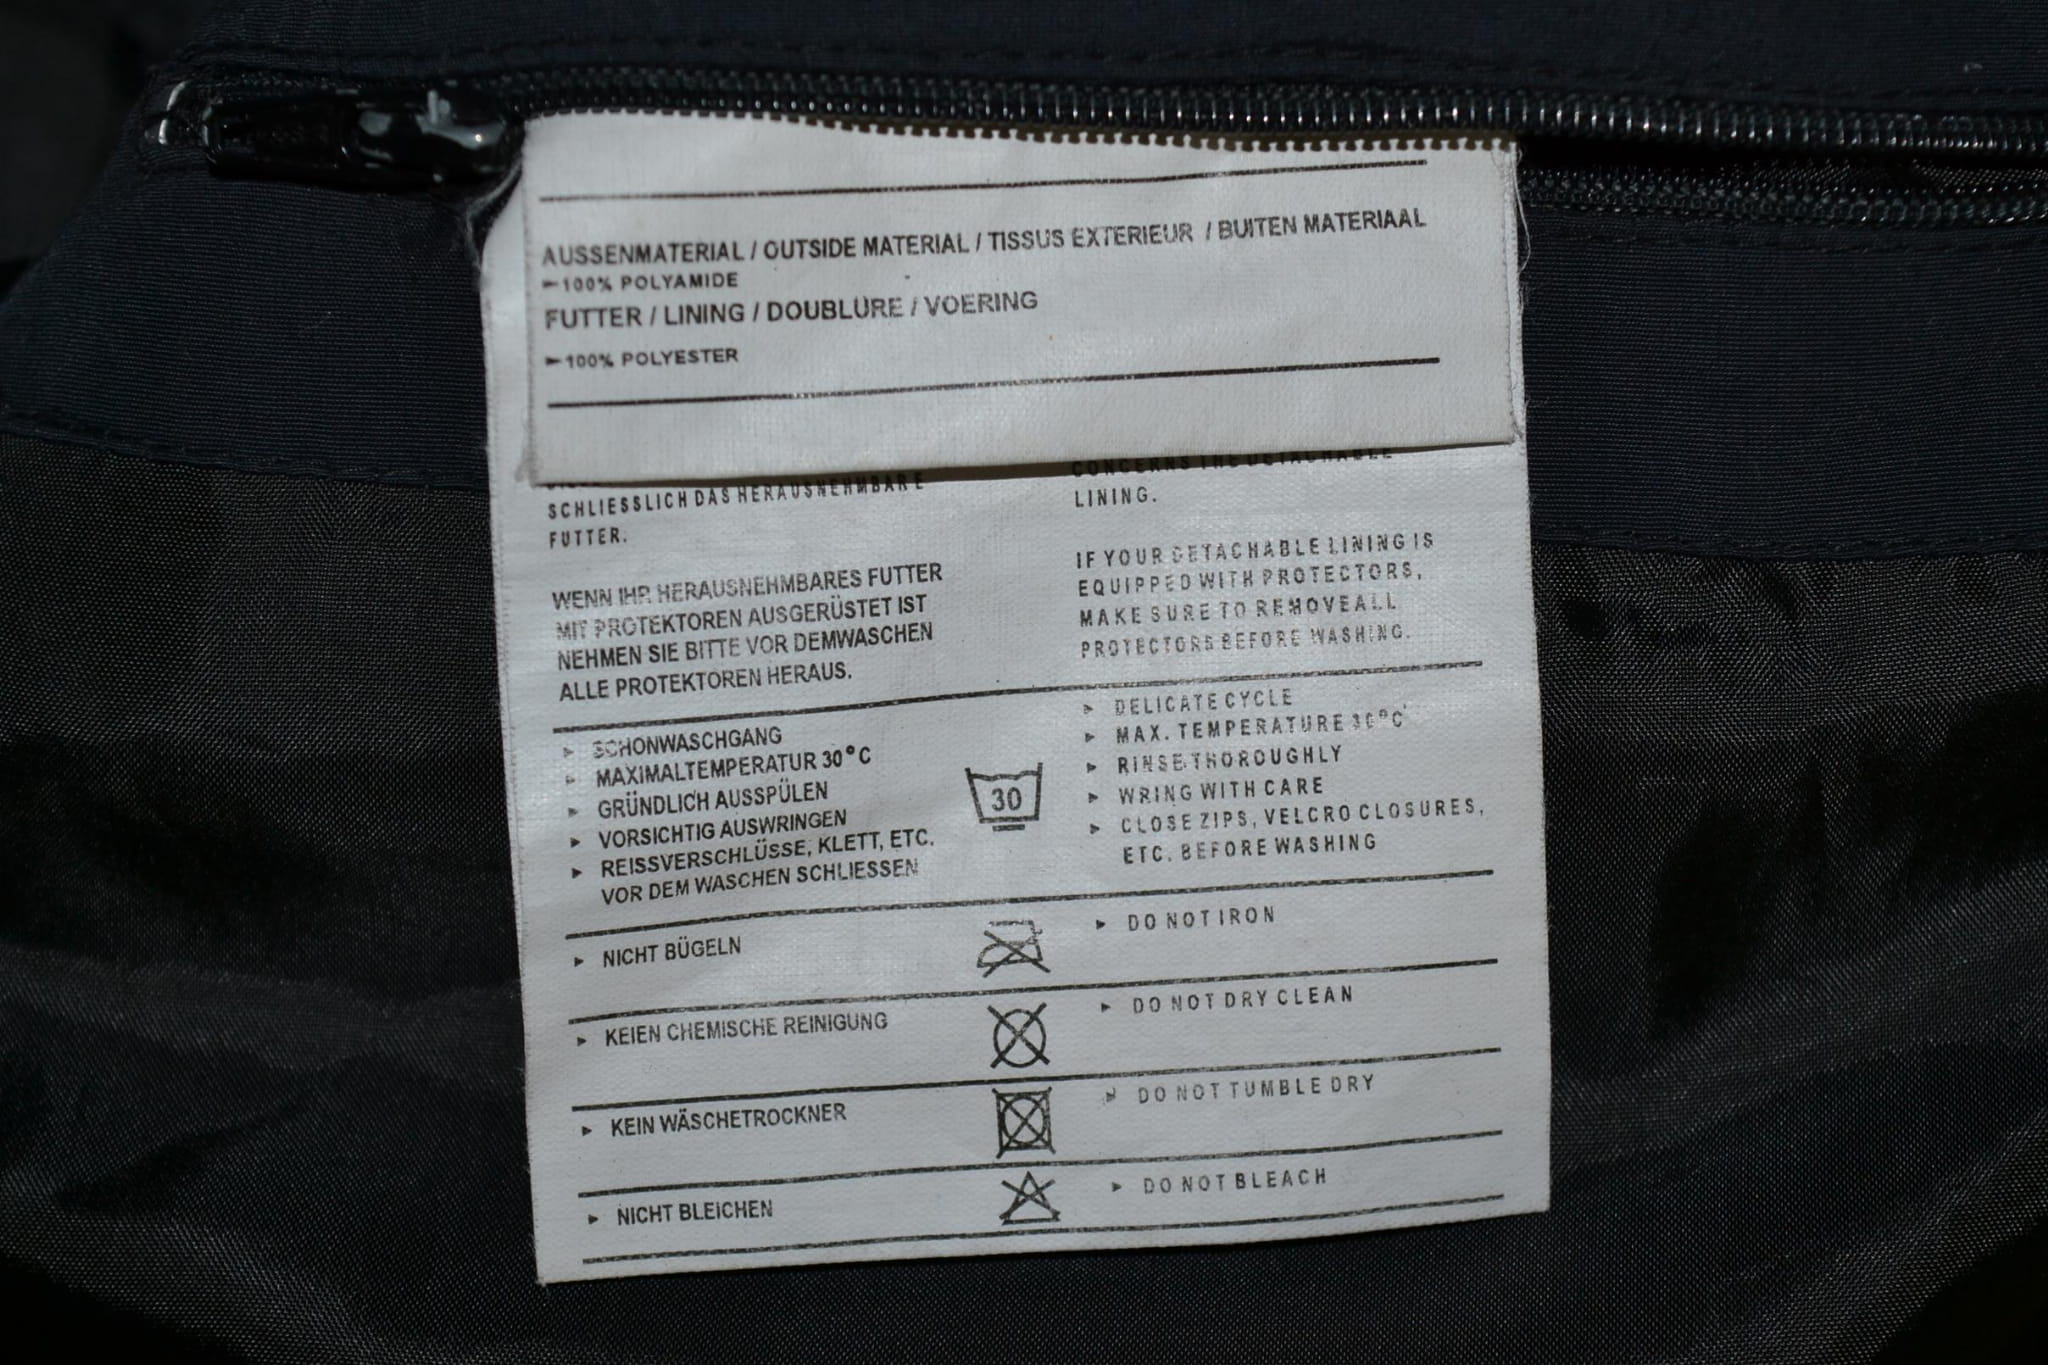 AUSSENMATERIAL / OUTSIDE MATERIAL / TISSUS EXTERIEUR / BUITEN MATERIAAL
►100% POLYAMIDE
FUTTER / LINING / DOUBLURE / VOERING
►100% POLYESTER
SCHLIESSLICH DAS HERAUSNEHMBARE
FUTTER.
WENN IHR HERAUSNEHMBARES FUTTER
MIT PROTEKTOREN AUSGERÜSTET IST
NEHMEN SIE BITTE VOR DEMWASCHEN
ALLE PROTEKTOREN HERAUS.
CONCERNS THE DETACHABLE
LINING.
IF YOUR DETACHABLE LINING IS
EQUIPPED WITH PROTECTORS,
MAKE SURE TO REMOVEALL
PROTECTORS BEFORE WASHING.
► SCHONWASCHGANG
► MAXIMALTEMPERATUR 30°C
► GRÜNDLICH AUSSPÜLEN
► VORSICHTIG AUSWRINGEN
► REISSVERSCHLÜSSE, KLETT, ETC.
VOR DEM WASCHEN SCHLIESSEN
30
► DELICATE CYCLE
► MAX. TEMPERATURE 30°C
► RINSE THOROUGHLY
► WRING WITH CARE
► CLOSE ZIPS, VELCRO CLOSURES,
ETC. BEFORE WASHING
► NICHT BÜGELN
► DO NOT IRON
► KEIEN CHEMISCHE REINIGUNG
► DO NOT DRY CLEAN
► KEIN WÄSCHETROCKNER
► DO NOT TUMBLE DRY
► NICHT BLEICHEN
► DO NOT BLEACH